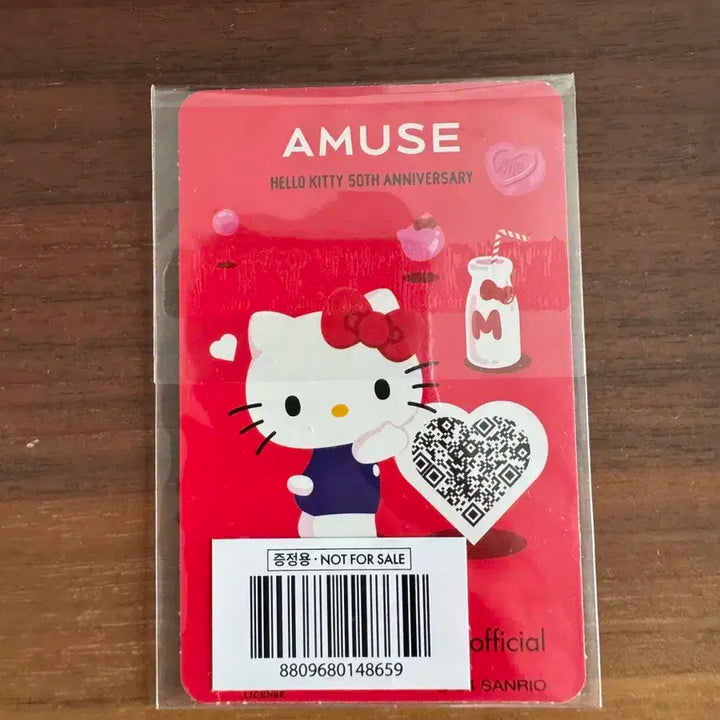 AMUSE
HELLO KITTY 50TH ANNIVERSARY
M
증정용 · NOT FOR SALE
8809680148659
official
SANRIO
LICENSE